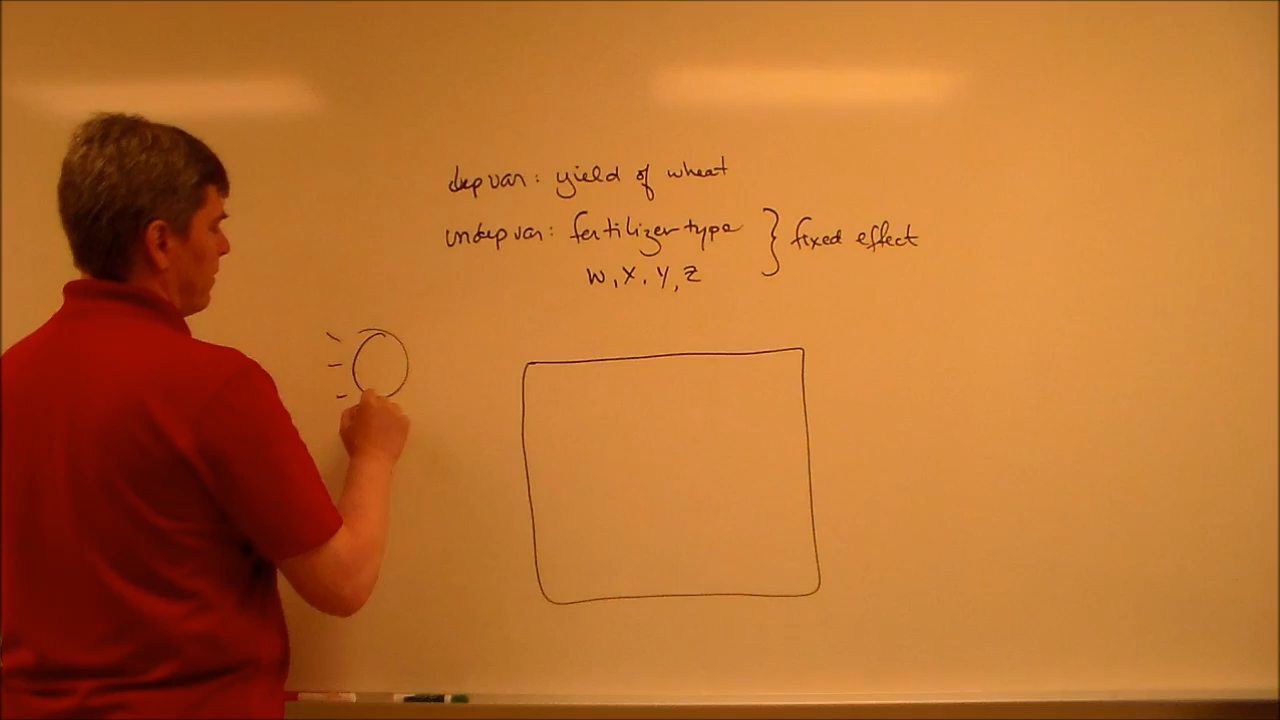 dep var: yield of wheat
indep var: fertilizer type } fixed effect
W, X, Y, Z